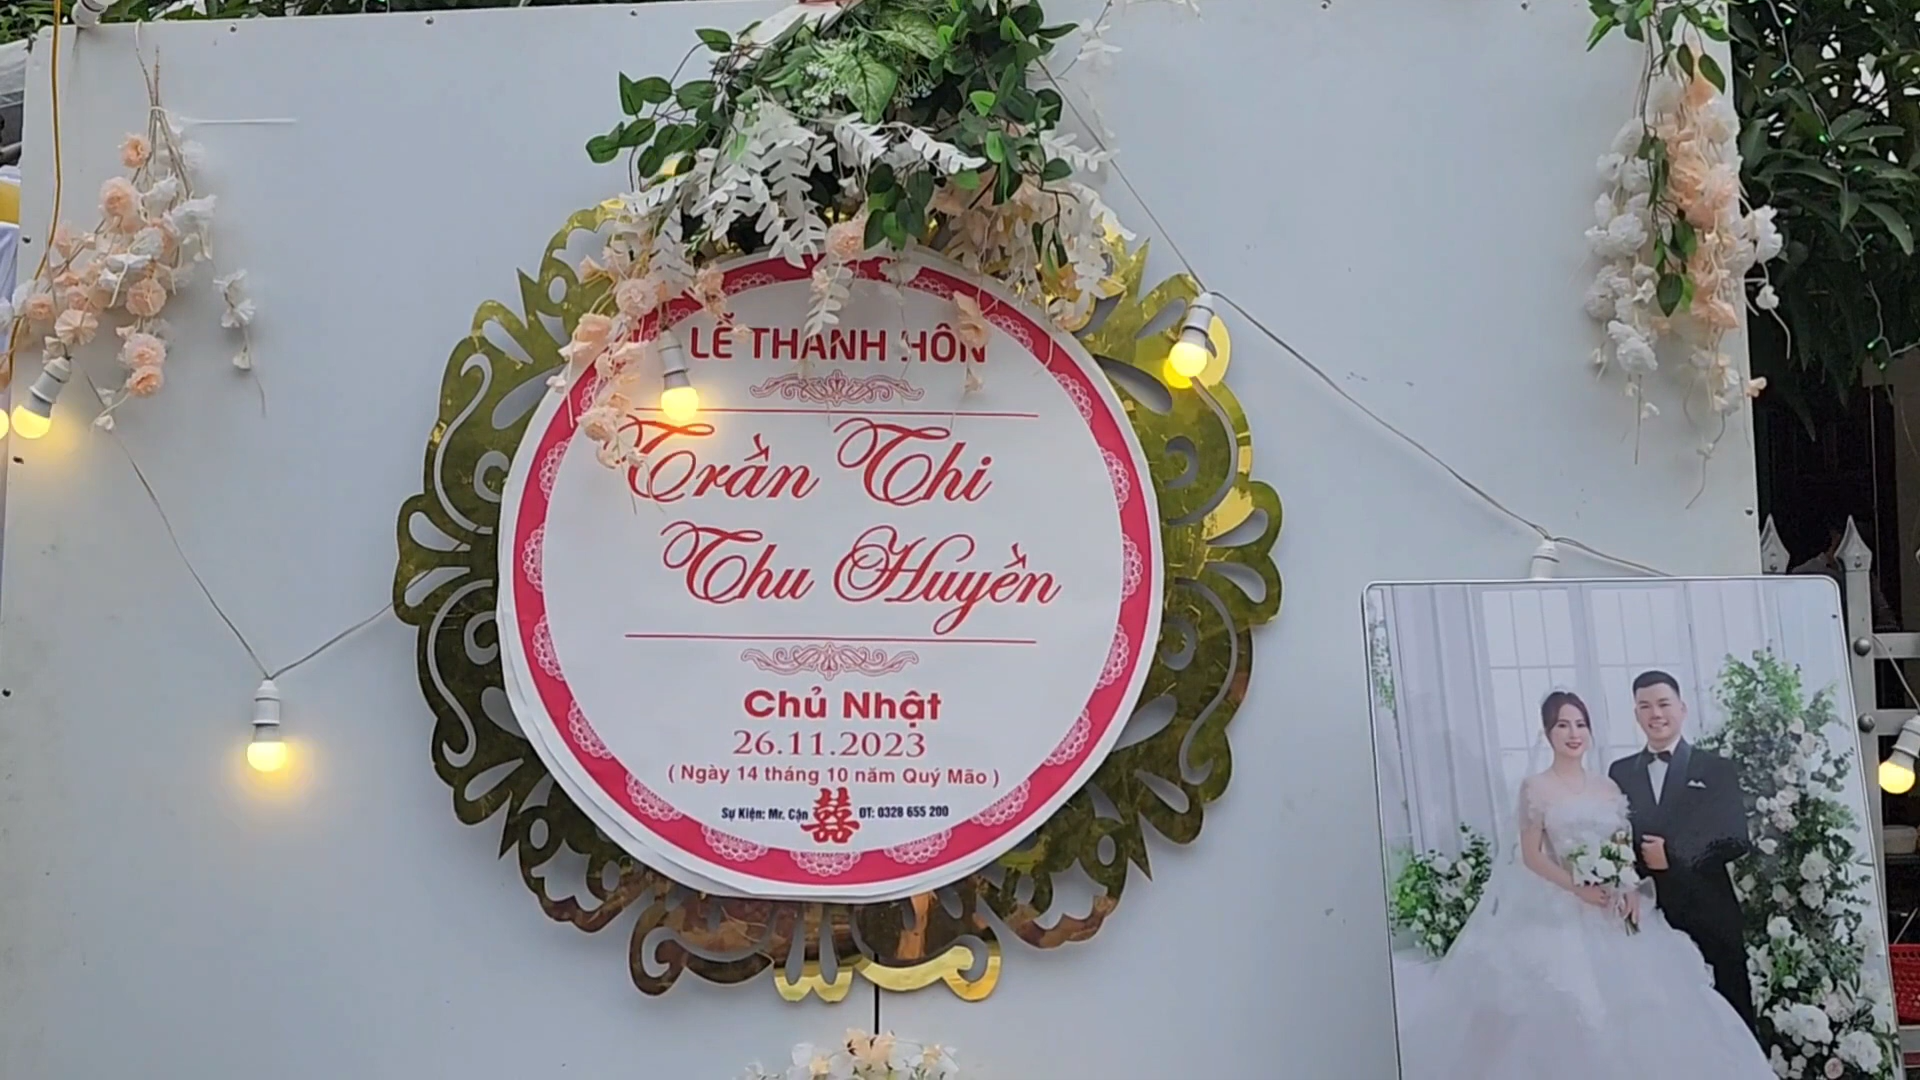 LỄ THÀNH HÔN
Trần Thi
Thu Huyền
Chủ Nhật
26.11.2023
( Ngày 14 tháng 10 năm Quý Mão )
Sự Kiện: Mr. Cận 囍 ĐT: 0328 655 200